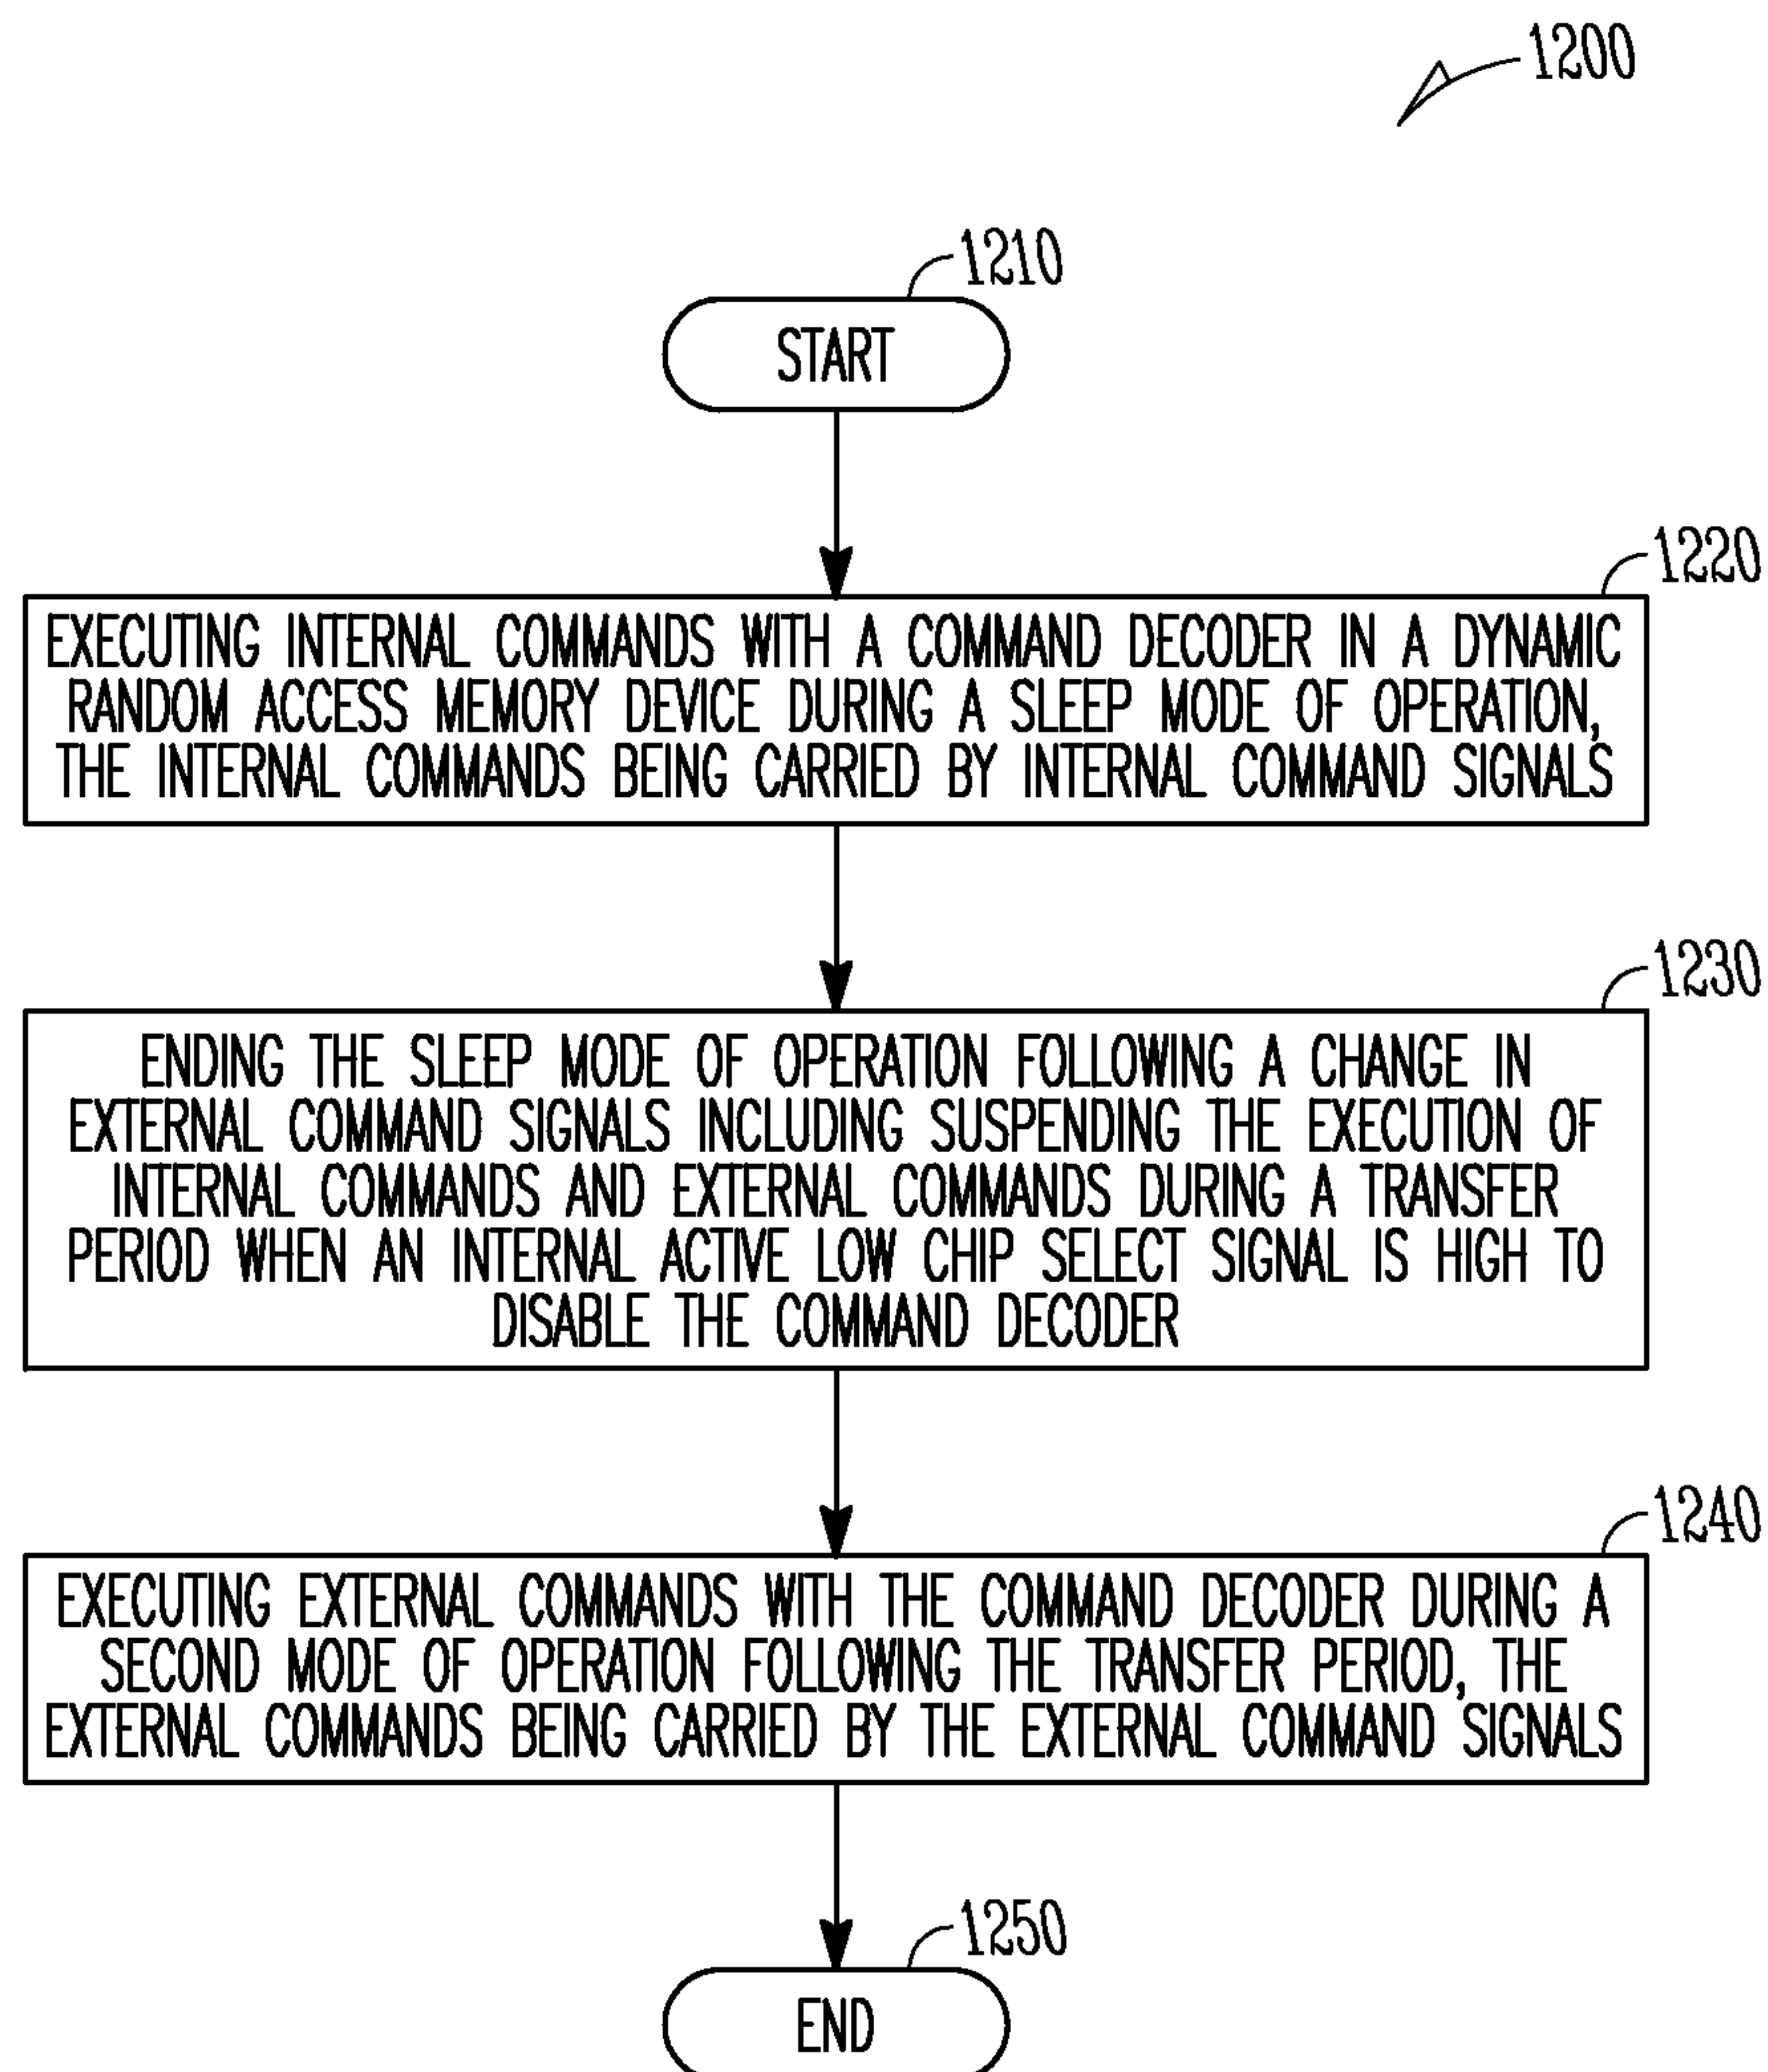 1200
1210
START
1220
EXECUTING INTERNAL COMMANDS WITH A COMMAND DECODER IN A DYNAMIC
RANDOM ACCESS MEMORY DEVICE DURING A SLEEP MODE OF OPERATION,
THE INTERNAL COMMANDS BEING CARRIED BY INTERNAL COMMAND SIGNALS
1230
ENDING THE SLEEP MODE OF OPERATION FOLLOWING A CHANGE IN
EXTERNAL COMMAND SIGNALS INCLUDING SUSPENDING THE EXECUTION OF
INTERNAL COMMANDS AND EXTERNAL COMMANDS DURING A TRANSFER
PERIOD WHEN AN INTERNAL ACTIVE LOW CHIP SELECT SIGNAL IS HIGH TO
DISABLE THE COMMAND DECODER
1240
EXECUTING EXTERNAL COMMANDS WITH THE COMMAND DECODER DURING A
SECOND MODE OF OPERATION FOLLOWING THE TRANSFER PERIOD, THE
EXTERNAL COMMANDS BEING CARRIED BY THE EXTERNAL COMMAND SIGNALS
1250
END